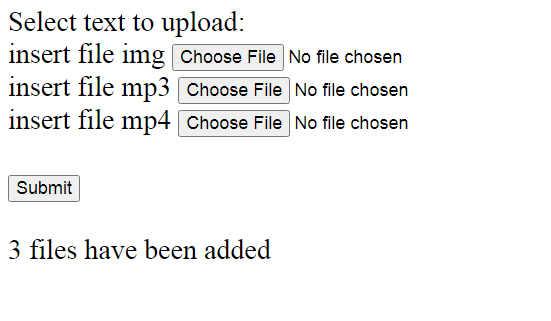 Select text to upload:
insert file img Choose File No file chosen
insert file mp3 Choose File No file chosen
insert file mp4 Choose File No file chosen
Submit
3 files have been added